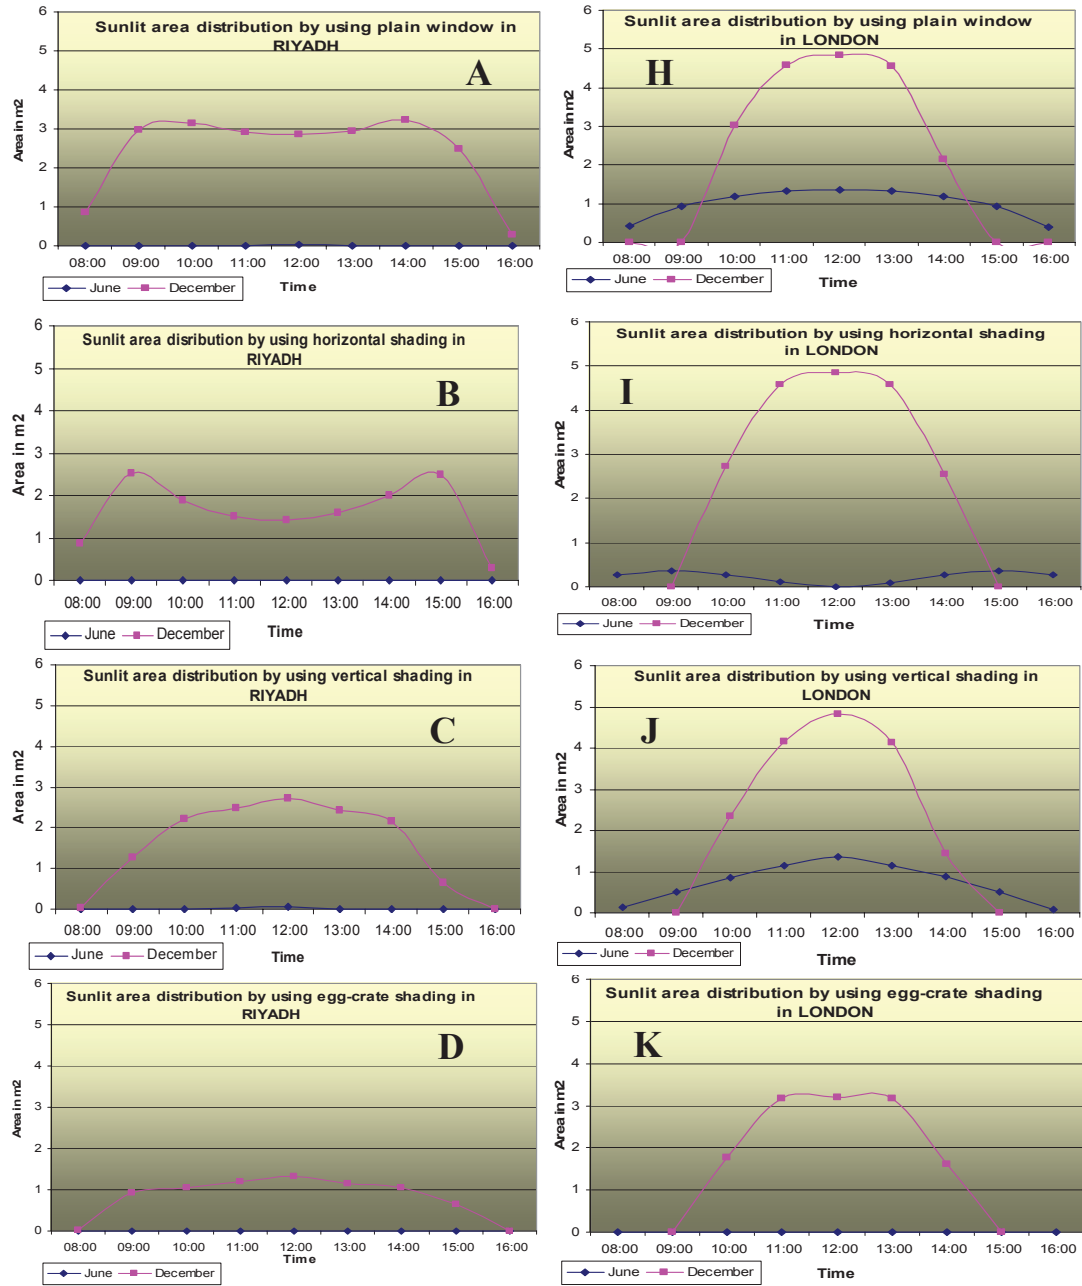 Sunlit area distribution by using plain window in
RIYADH
A
Area in m2
6
5
4
3
2
1
0
08:00 09:00 10:00 11:00 12:00 13:00 14:00 15:00 16:00
June December
Time
Sunlit area distribution by using plain window
in LONDON
H
Area in m2
6
5
4
3
2
1
0
08:00 09:00 10:00 11:00 12:00 13:00 14:00 15:00 16:00
June December
Time
Sunlit area disribution by using horizontal shading in
RIYADH
B
Area in m2
6
5
4
3
2
1
0
08:00 09:00 10:00 11:00 12:00 13:00 14:00 15:00 16:00
June December
Time
Sunlit area distribution by using horizontal shading
in LONDON
I
Area in m2
6
5
4
3
2
1
0
08:00 09:00 10:00 11:00 12:00 13:00 14:00 15:00 16:00
June December
Time
Sunlit area distribution by using vertical shading in
RIYADH
C
Area in m2
6
5
4
3
2
1
0
08:00 09:00 10:00 11:00 12:00 13:00 14:00 15:00 16:00
June December
Time
Sunlit area distribution by using vertical shading in
LONDON
J
Area in m2
6
5
4
3
2
1
0
08:00 09:00 10:00 11:00 12:00 13:00 14:00 15:00 16:00
June December
Time
Sunlit area distribution by using egg-crate shading in
RIYADH
D
Area in m2
6
5
4
3
2
1
0
08:00 09:00 10:00 11:00 12:00 13:00 14:00 15:00 16:00
June December
Time
Sunlit area distribution by using egg-crate shading
in LONDON
K
Area in m2
6
5
4
3
2
1
0
08:00 09:00 10:00 11:00 12:00 13:00 14:00 15:00 16:00
June December
Time